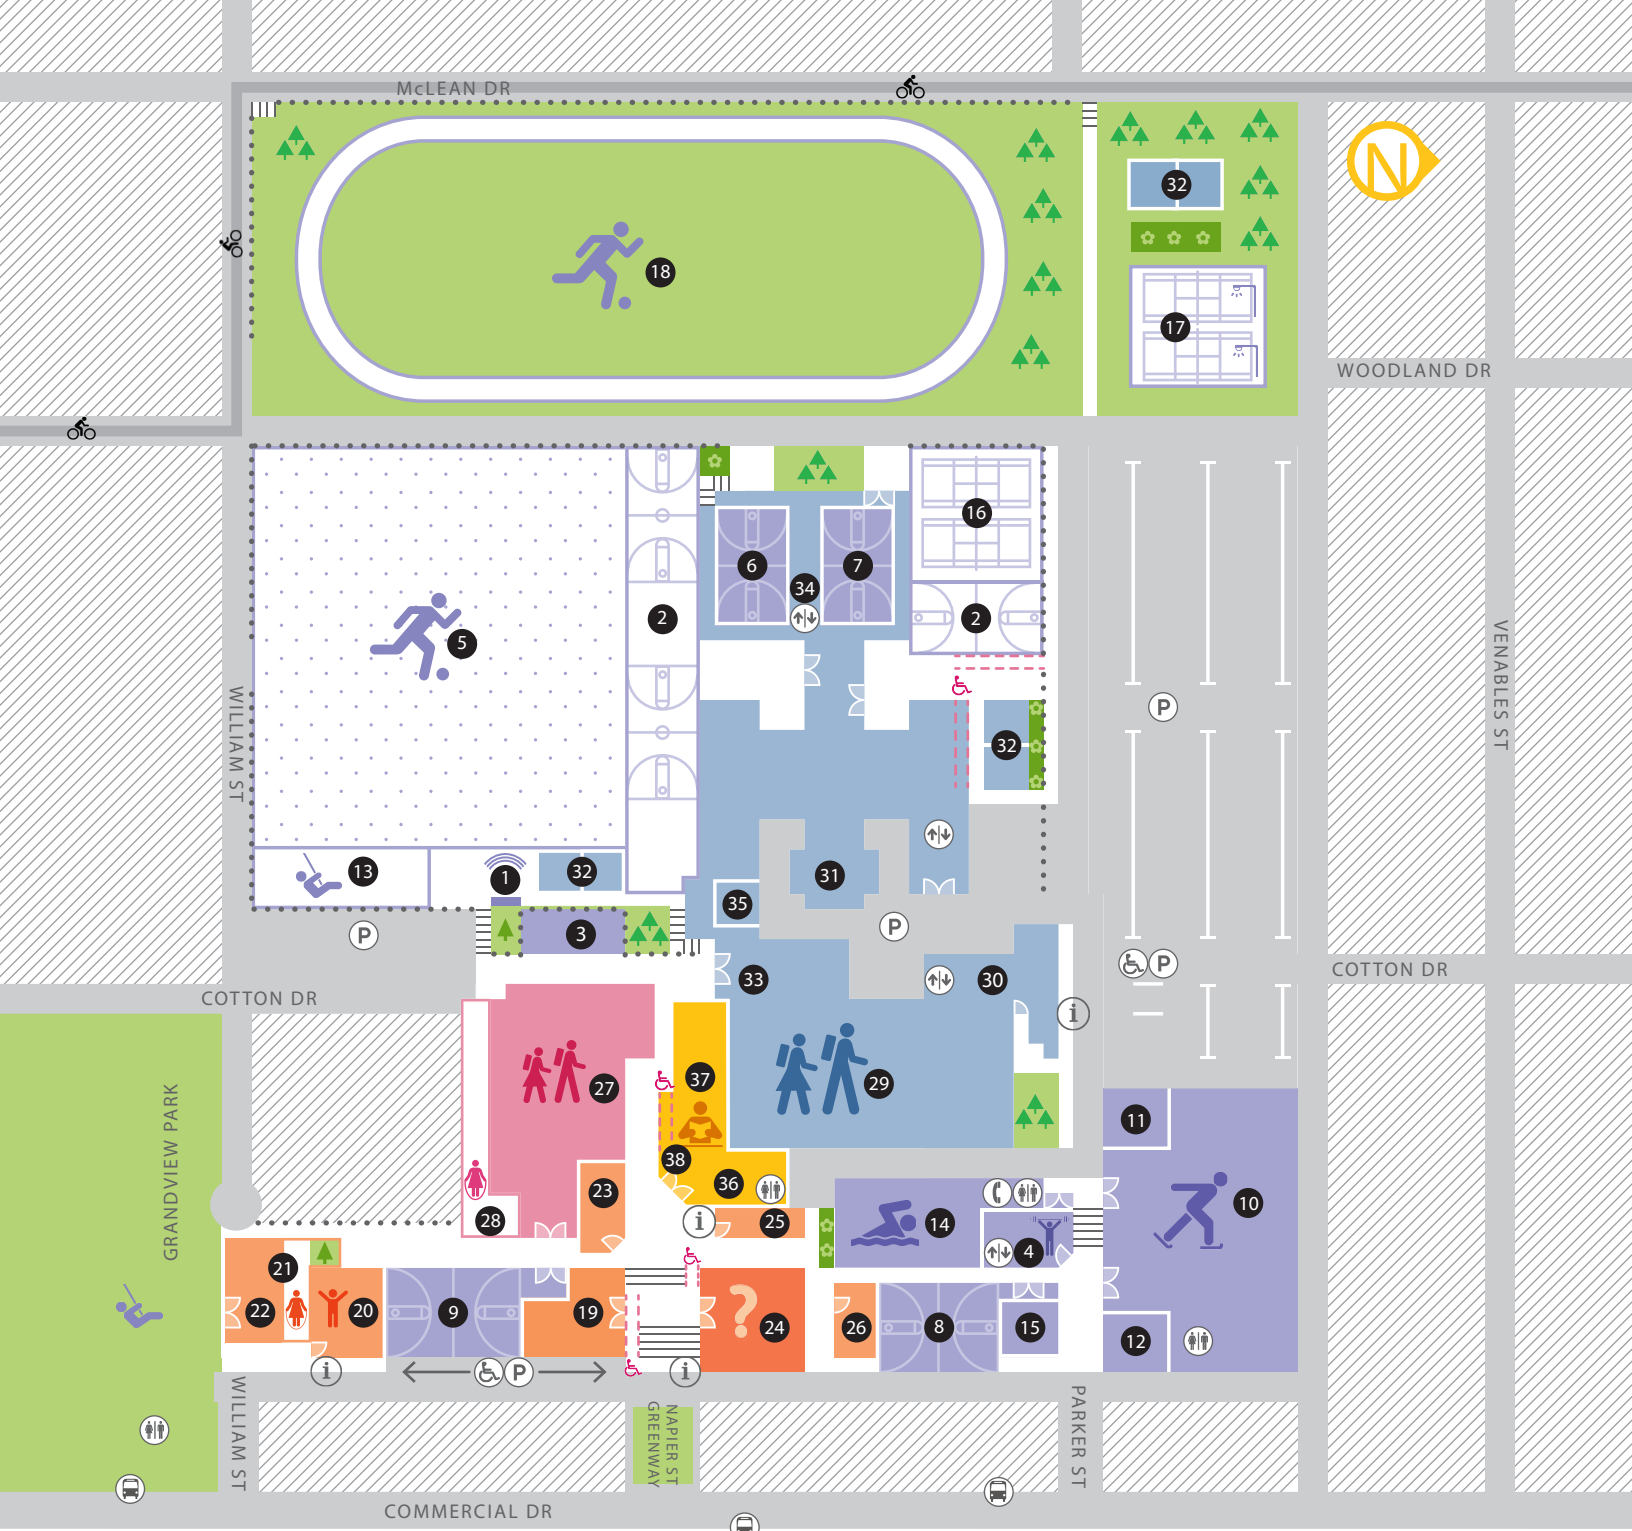 McLEAN DR
N
32
18
17
WOODLAND DR
16
6
7
34
2
2
5
VENABLES ST
WILLIAM ST
P
32
13
1
32
31
35
P
3
P
P
COTTON DR
33
30
COTTON DR
i
37
27
29
GRANDVIEW PARK
11
38
36
23
28
i
25
14
10
4
21
22
20
9
19
?
24
26
8
15
12
i
P
i
WILLIAM ST
NAPIER ST
GREENWAY
PARKER ST
COMMERCIAL DR